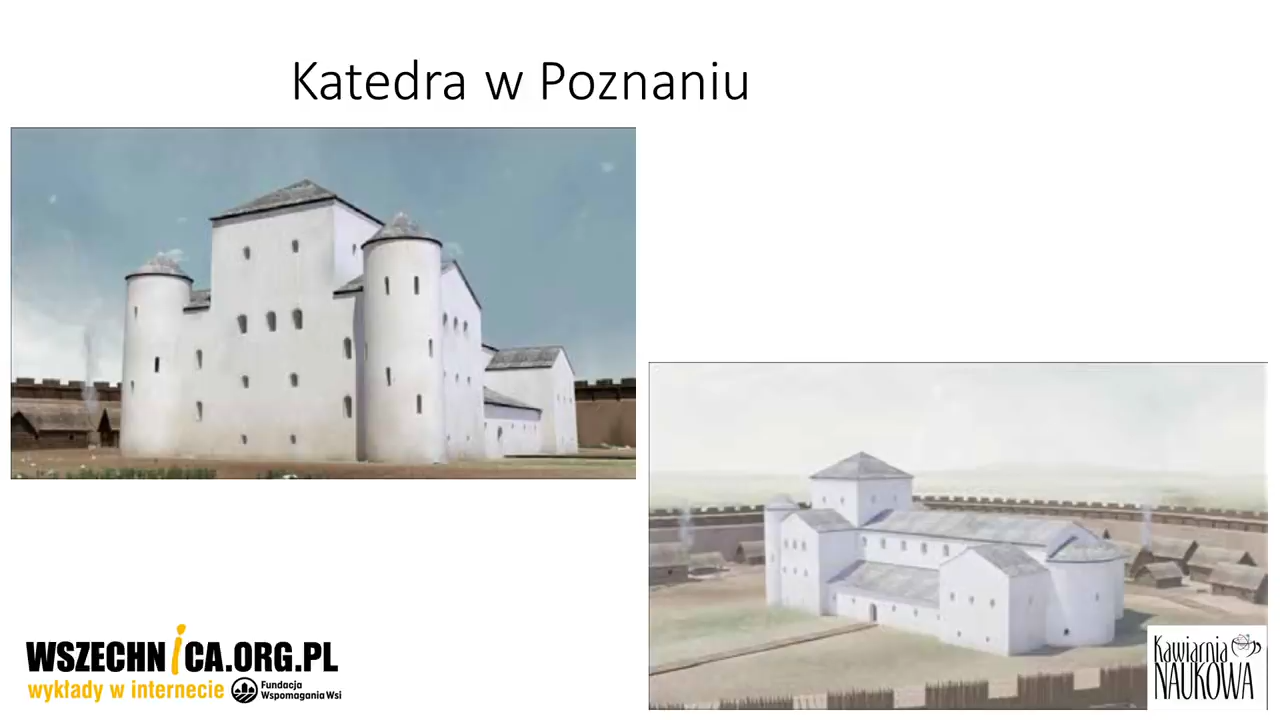 Katedra w Poznaniu
WSZECHNiCA.ORG.PL
wykłady w internecie
Fundacja
Wspomagania Wsi
Kawiarnia
NAUKOWA